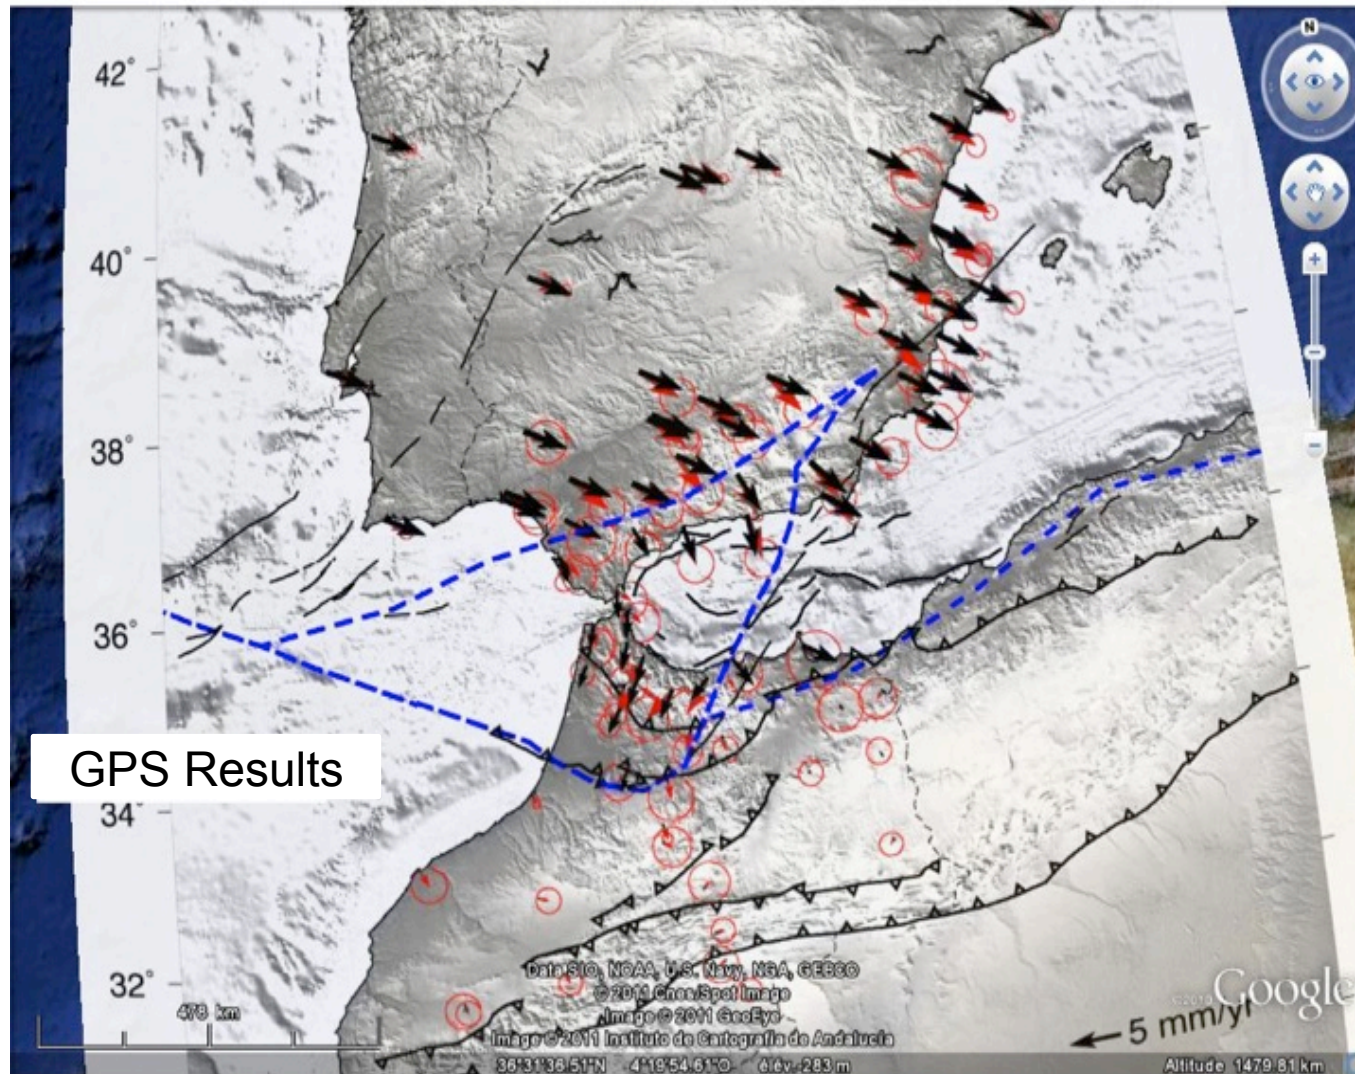 N
42°
40°
38°
36°
GPS Results
34°
32°
Data SIO, NOAA, U.S. Navy, NGA, GEBCO
© 2011 Cnes/Spot Image
Image © 2011 GeoEye
Image © 2011 Instituto de Cartografía de Andalucía
478 km
©2010 Google
5 mm/yr
36°31'36.51"N 4°19'54.61"O élév. -283 m
Altitude 1479.81 km